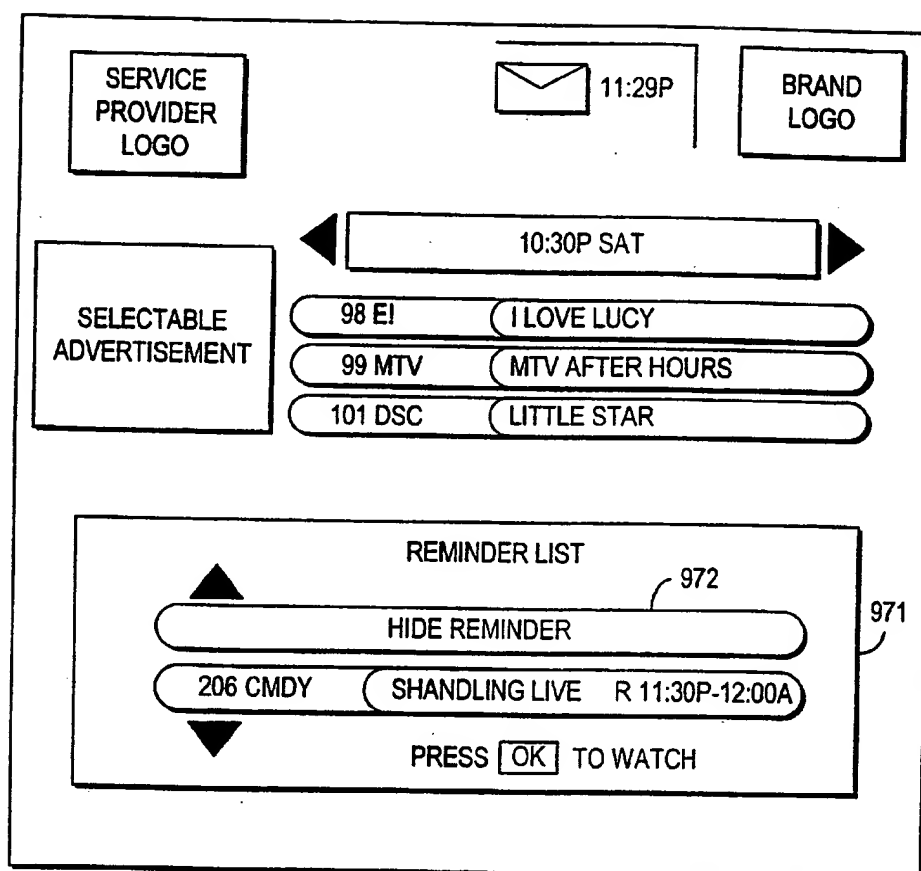 SERVICE
PROVIDER
LOGO
11:29P
BRAND
LOGO
10:30P SAT
SELECTABLE
ADVERTISEMENT
98 E! I LOVE LUCY
99 MTV MTV AFTER HOURS
101 DSC LITTLE STAR
REMINDER LIST
972
971
HIDE REMINDER
206 CMDY SHANDLING LIVE R 11:30P-12:00A
PRESS OK TO WATCH